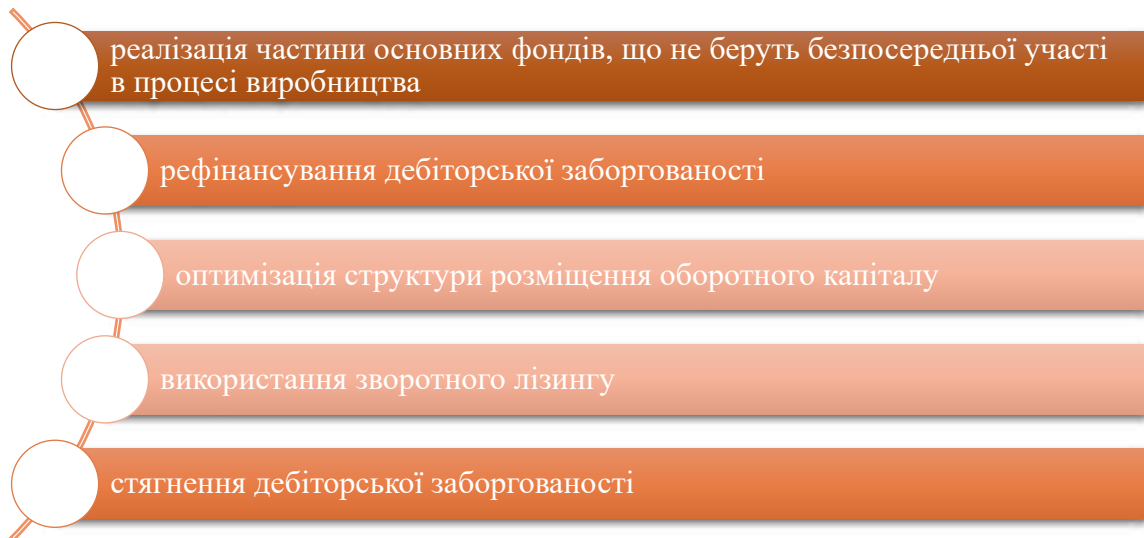 реалізація частини основних фондів, що не беруть безпосередньої участі
в процесі виробництва
рефінансування дебіторської заборгованості
оптимізація структури розміщення оборотного капіталу
використання зворотного лізингу
стягнення дебіторської заборгованості